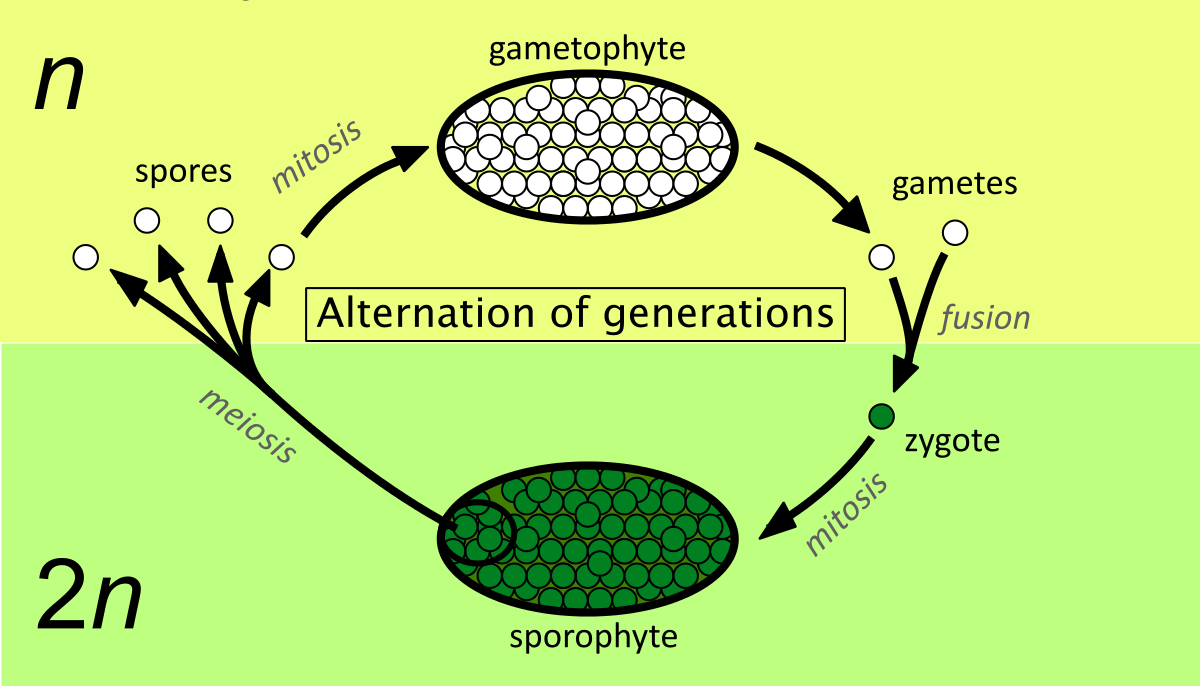 n
gametophyte
mitosis
spores
gametes
Alternation of generations
fusion
meiosis
zygote
mitosis
2n
sporophyte